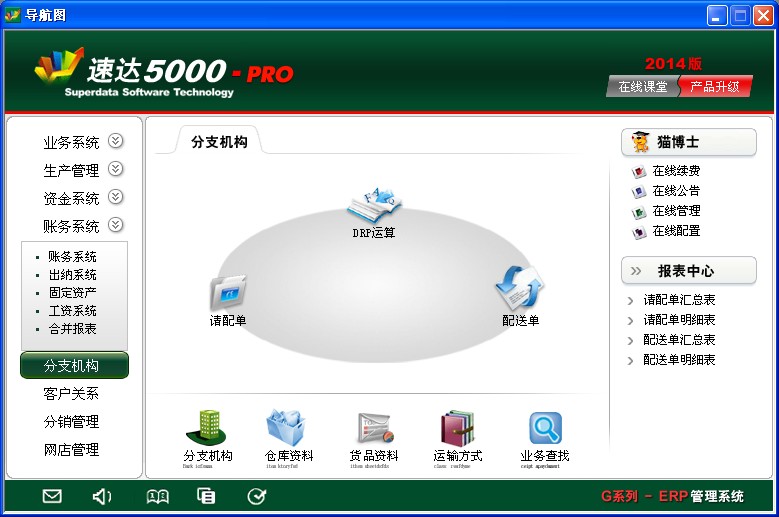 导航图
速达5000-PRO
Superdata Software Technology
2014版
在线课堂 产品升级
业务系统
生产管理
资金系统
账务系统
账务系统
出纳系统
固定资产
工资系统
合并报表
分支机构
客户关系
分销管理
网店管理
分支机构
DRP运算
请配单
配送单
分支机构
仓库资料
货品资料
运输方式
业务查找
猫博士
在线续费
在线公告
在线管理
在线配置
报表中心
请配单汇总表
请配单明细表
配送单汇总表
配送单明细表
G系列 - ERP管理系统